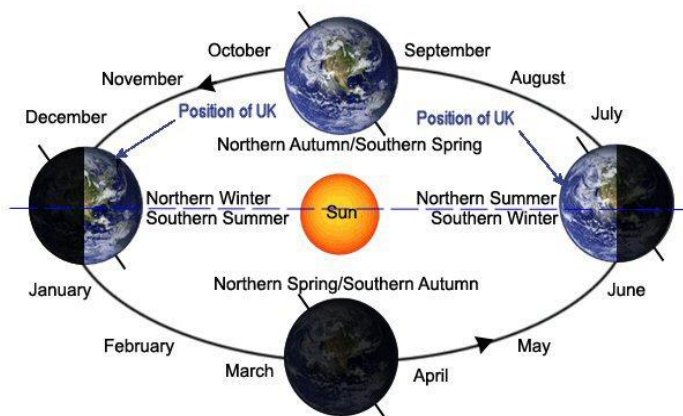 October
September
November
August
December
Position of UK
Position of UK
July
Northern Autumn/Southern Spring
Northern Winter
Southern Summer
Sun
Northern Summer
Southern Winter
January
Northern Spring/Southern Autumn
June
February
March
April
May